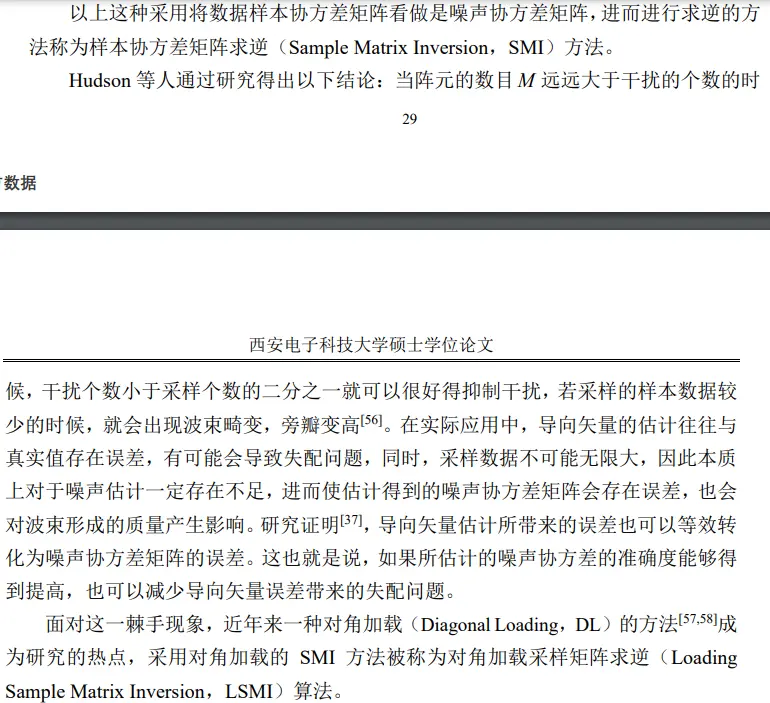 以上这种采用将数据样本协方差矩阵看做是噪声协方差矩阵，进而进行求逆的方
法称为样本协方差矩阵求逆（Sample Matrix Inversion，SMI）方法。
Hudson 等人通过研究得出以下结论：当阵元的数目 M 远远大于干扰的个数的时
29
数据
西安电子科技大学硕士学位论文
候，干扰个数小于采样个数的二分之一就可以很好得抑制干扰，若采样的样本数据较
少的时候，就会出现波束畸变，旁瓣变高[56]。在实际应用中，导向矢量的估计往往与
真实值存在误差，有可能会导致失配问题，同时，采样数据不可能无限大，因此本质
上对于噪声估计一定存在不足，进而使估计得到的噪声协方差矩阵会存在误差，也会
对波束形成的质量产生影响。研究证明[37]，导向矢量估计所带来的误差也可以等效转
化为噪声协方差矩阵的误差。这也就是说，如果所估计的噪声协方差的准确度能够得
到提高，也可以减少导向矢量误差带来的失配问题。
面对这一棘手现象，近年来一种对角加载（Diagonal Loading，DL）的方法[57,58]成
为研究的热点，采用对角加载的 SMI 方法被称为对角加载采样矩阵求逆（Loading
Sample Matrix Inversion，LSMI）算法。